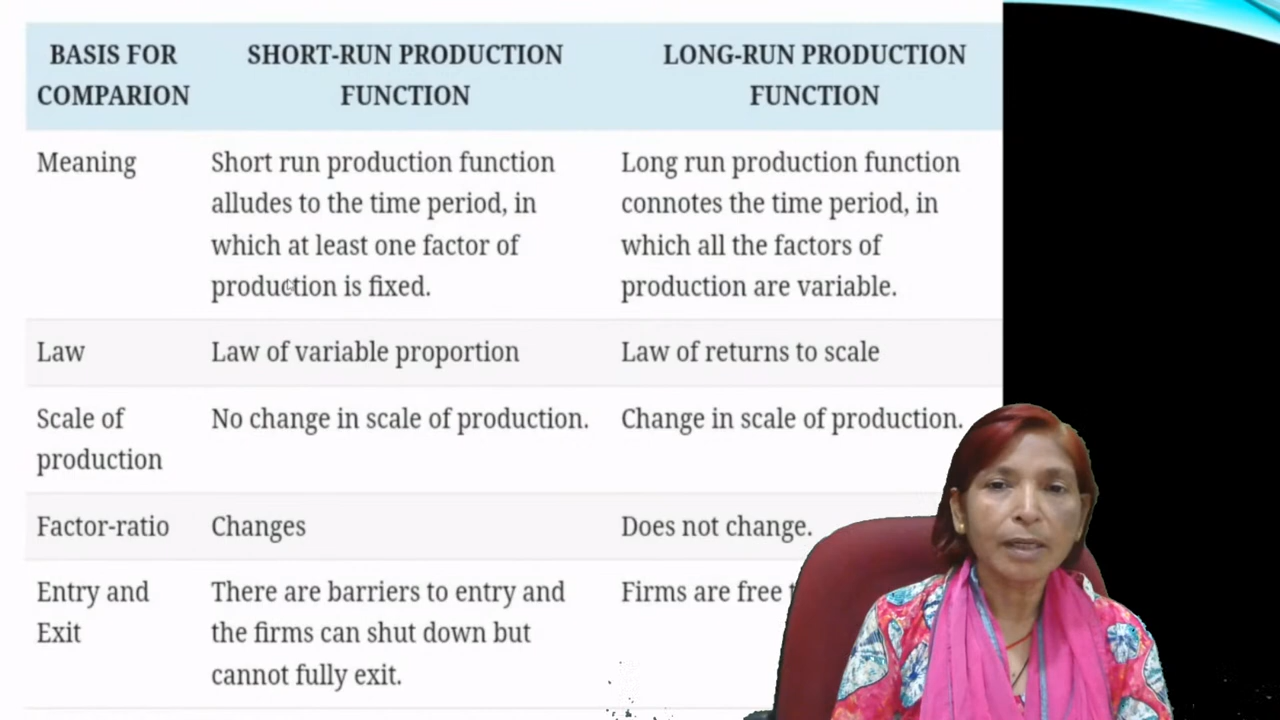 BASIS FOR
COMPARION
SHORT-RUN PRODUCTION
FUNCTION
LONG-RUN PRODUCTION
FUNCTION
Meaning
Short run production function
alludes to the time period, in
which at least one factor of
production is fixed.
Long run production function
connotes the time period, in
which all the factors of
production are variable.
Law
Law of variable proportion
Law of returns to scale
Scale of
production
No change in scale of production.
Change in scale of production.
Factor-ratio
Changes
Does not change.
Entry and
Exit
There are barriers to entry and
the firms can shut down but
cannot fully exit.
Firms are free